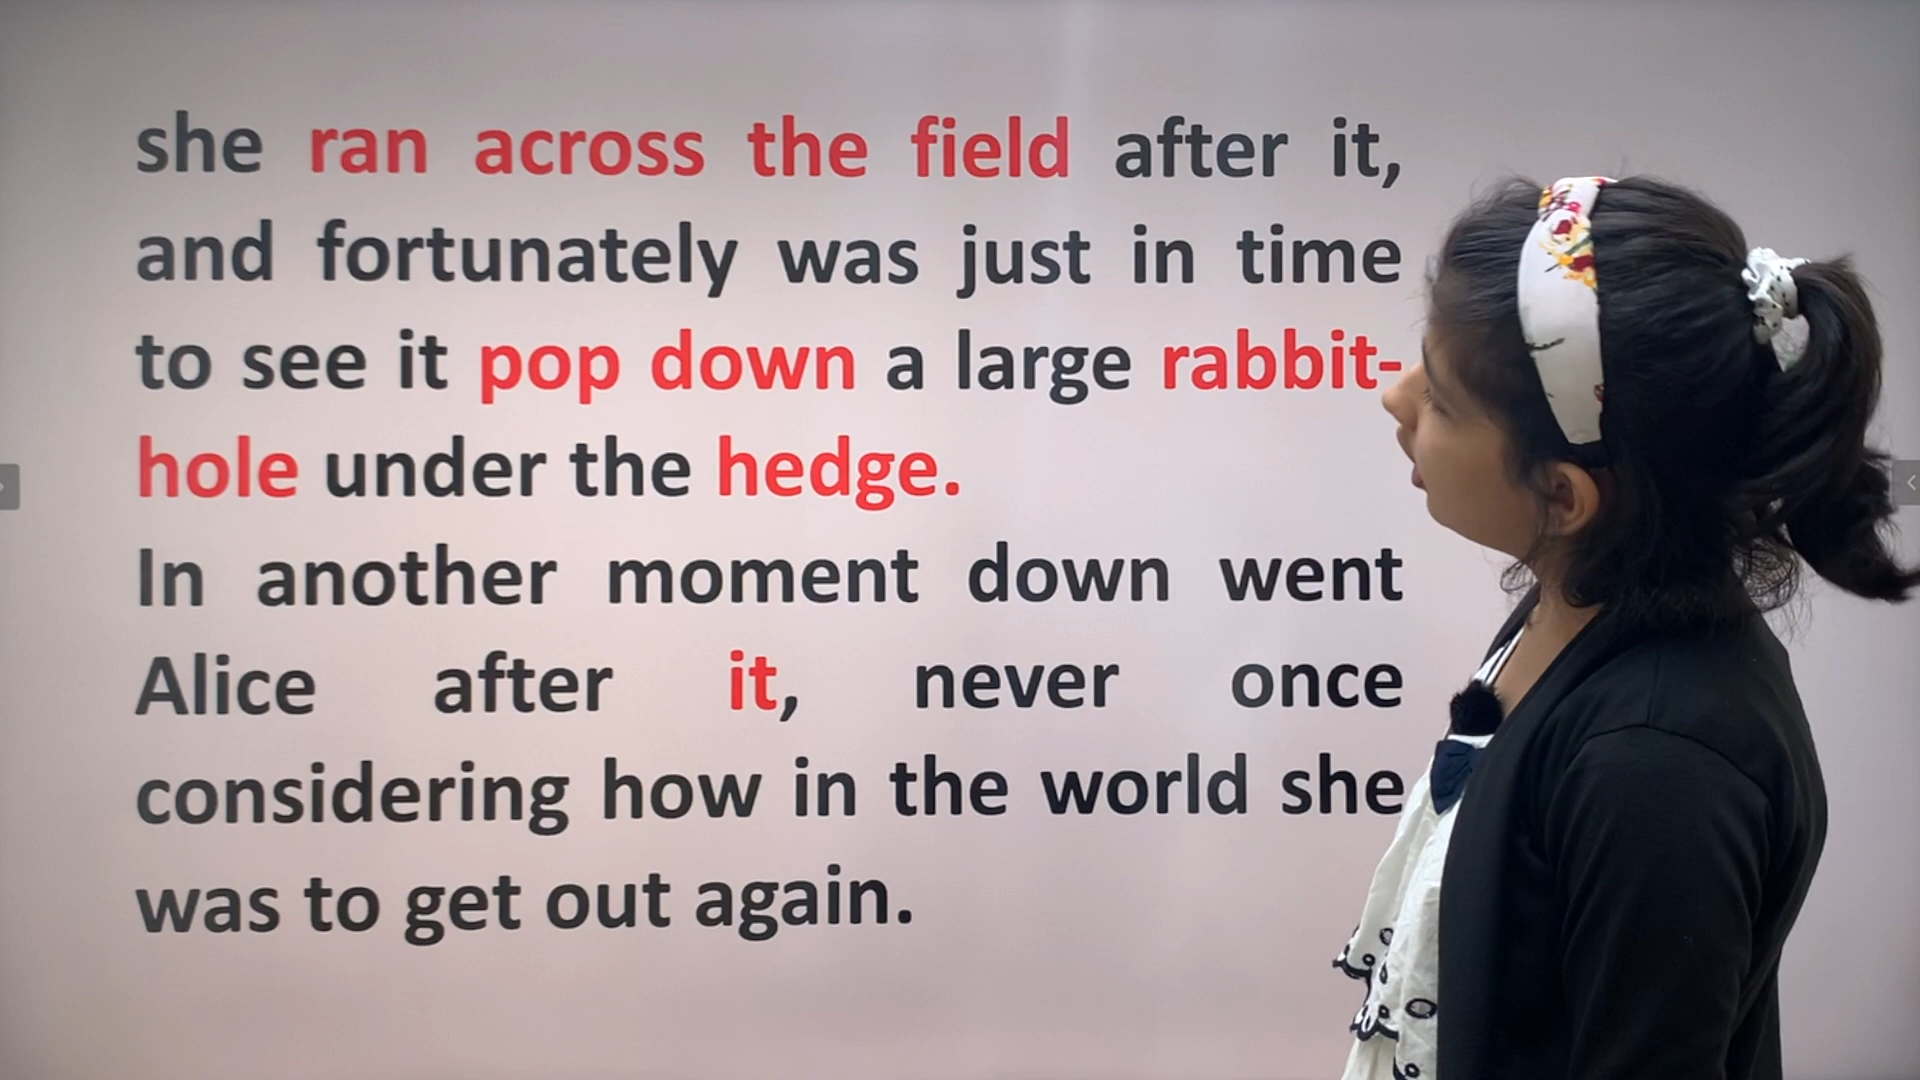 she ran across the field after it,
and fortunately was just in time
to see it pop down a large rabbit-
hole under the hedge.
In another moment down went
Alice after it, never once
considering how in the world she
was to get out again.